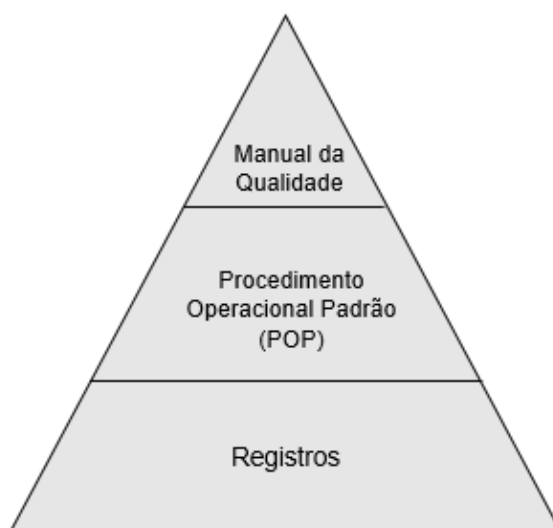 Manual da
Qualidade
Procedimento
Operacional Padrão
(POP)
Registros